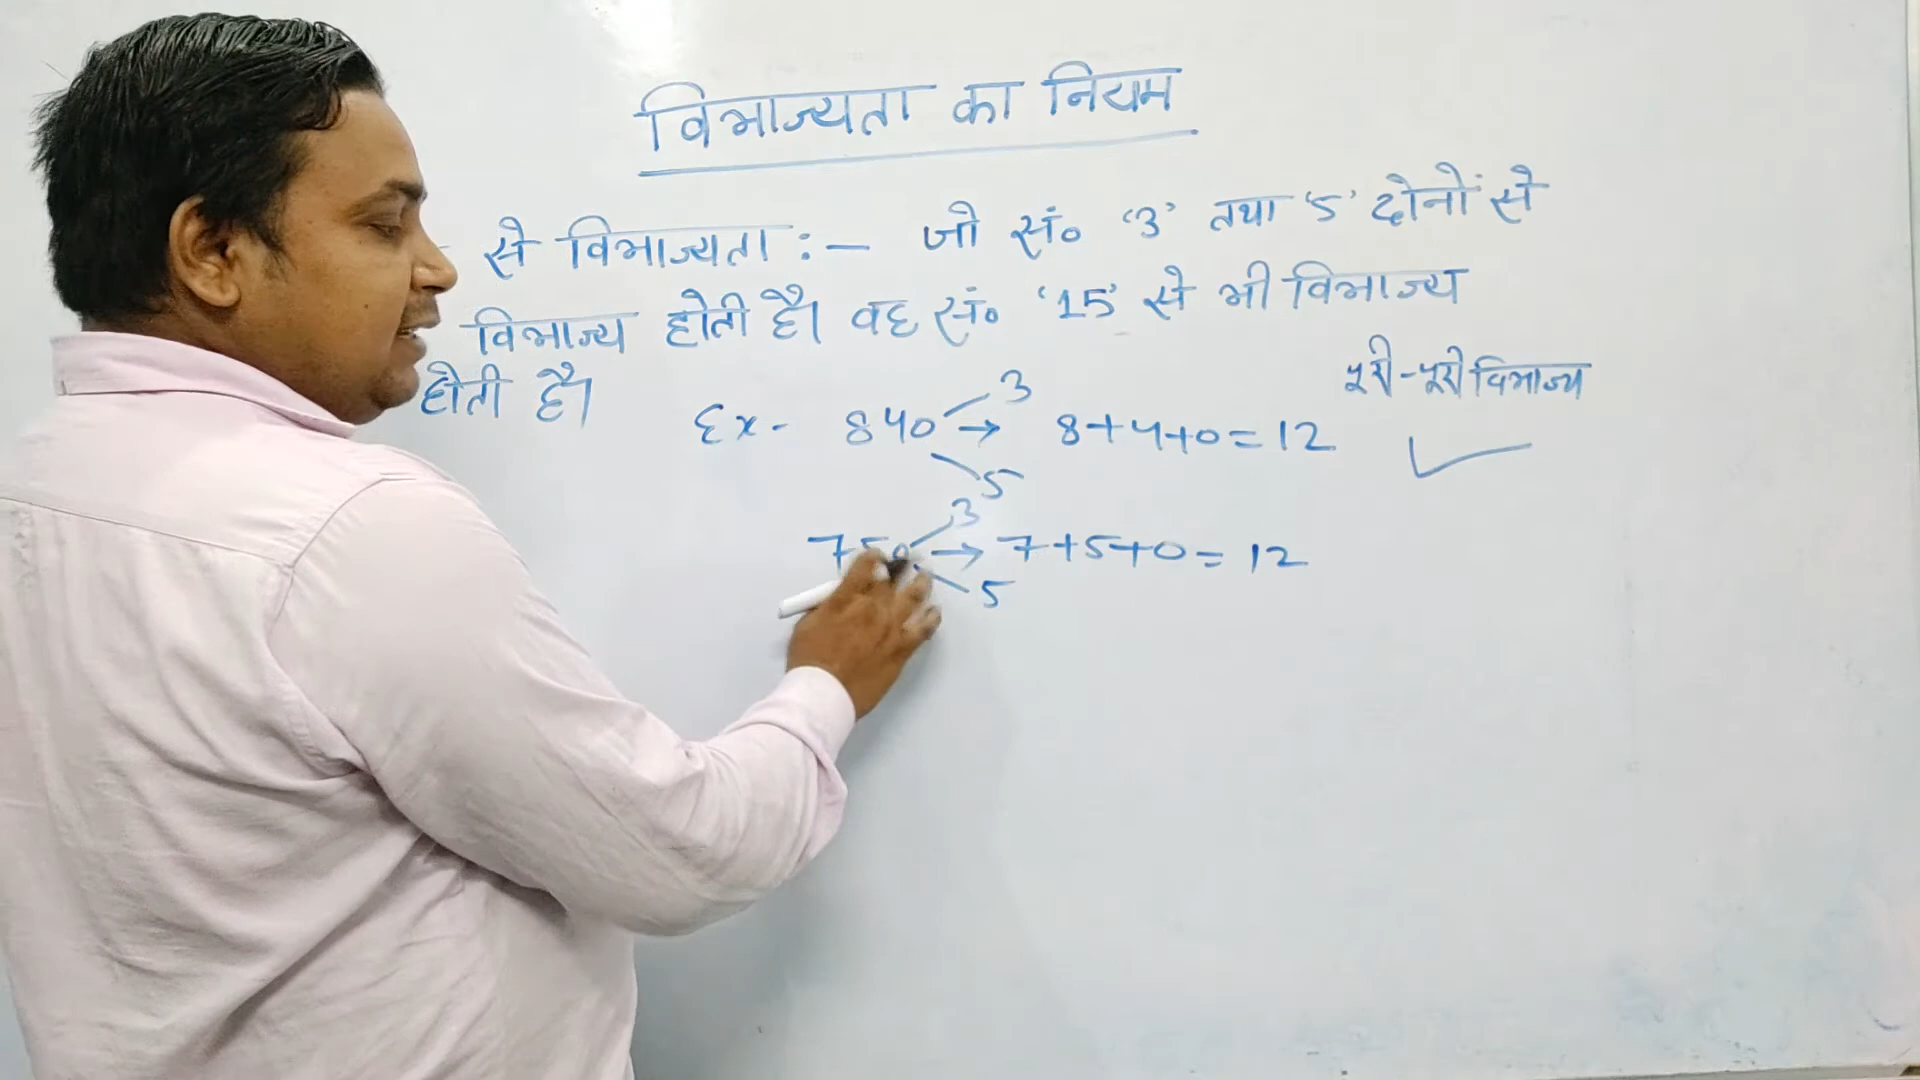 विभाज्यता का नियम
से विभाज्यता :- जो सं० '3' तथा '5' दोनों से
विभाज्य होती है। वह सं० '15' से भी विभाज्य
होती है।
पूरी-पूरी विभाज्य
3
Ex - 840 → 8+4+0=12 ✓
5
3
750 → 7+5+0=12
5